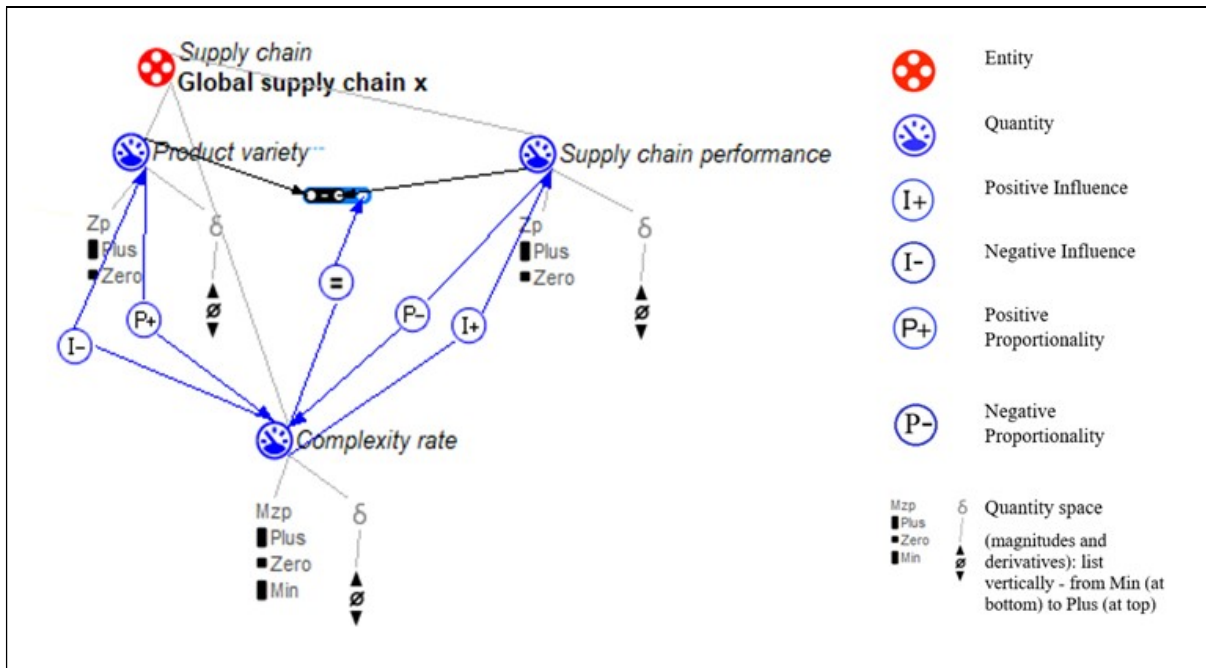 Supply chain
Global supply chain x
Product variety
Supply chain performance
Zp
Plus
Zero
δ
Zp
Plus
Zero
δ
I-
P+
=
P-
I+
Complexity rate
Mzp
Plus
Zero
Min
δ
Entity
Quantity
I+
Positive Influence
I-
Negative Influence
P+
Positive
Proportionality
P-
Negative
Proportionality
Mzp
Plus
Zero
Min
δ
Quantity space
(magnitudes and
derivatives): list
vertically - from Min (at
bottom) to Plus (at top)